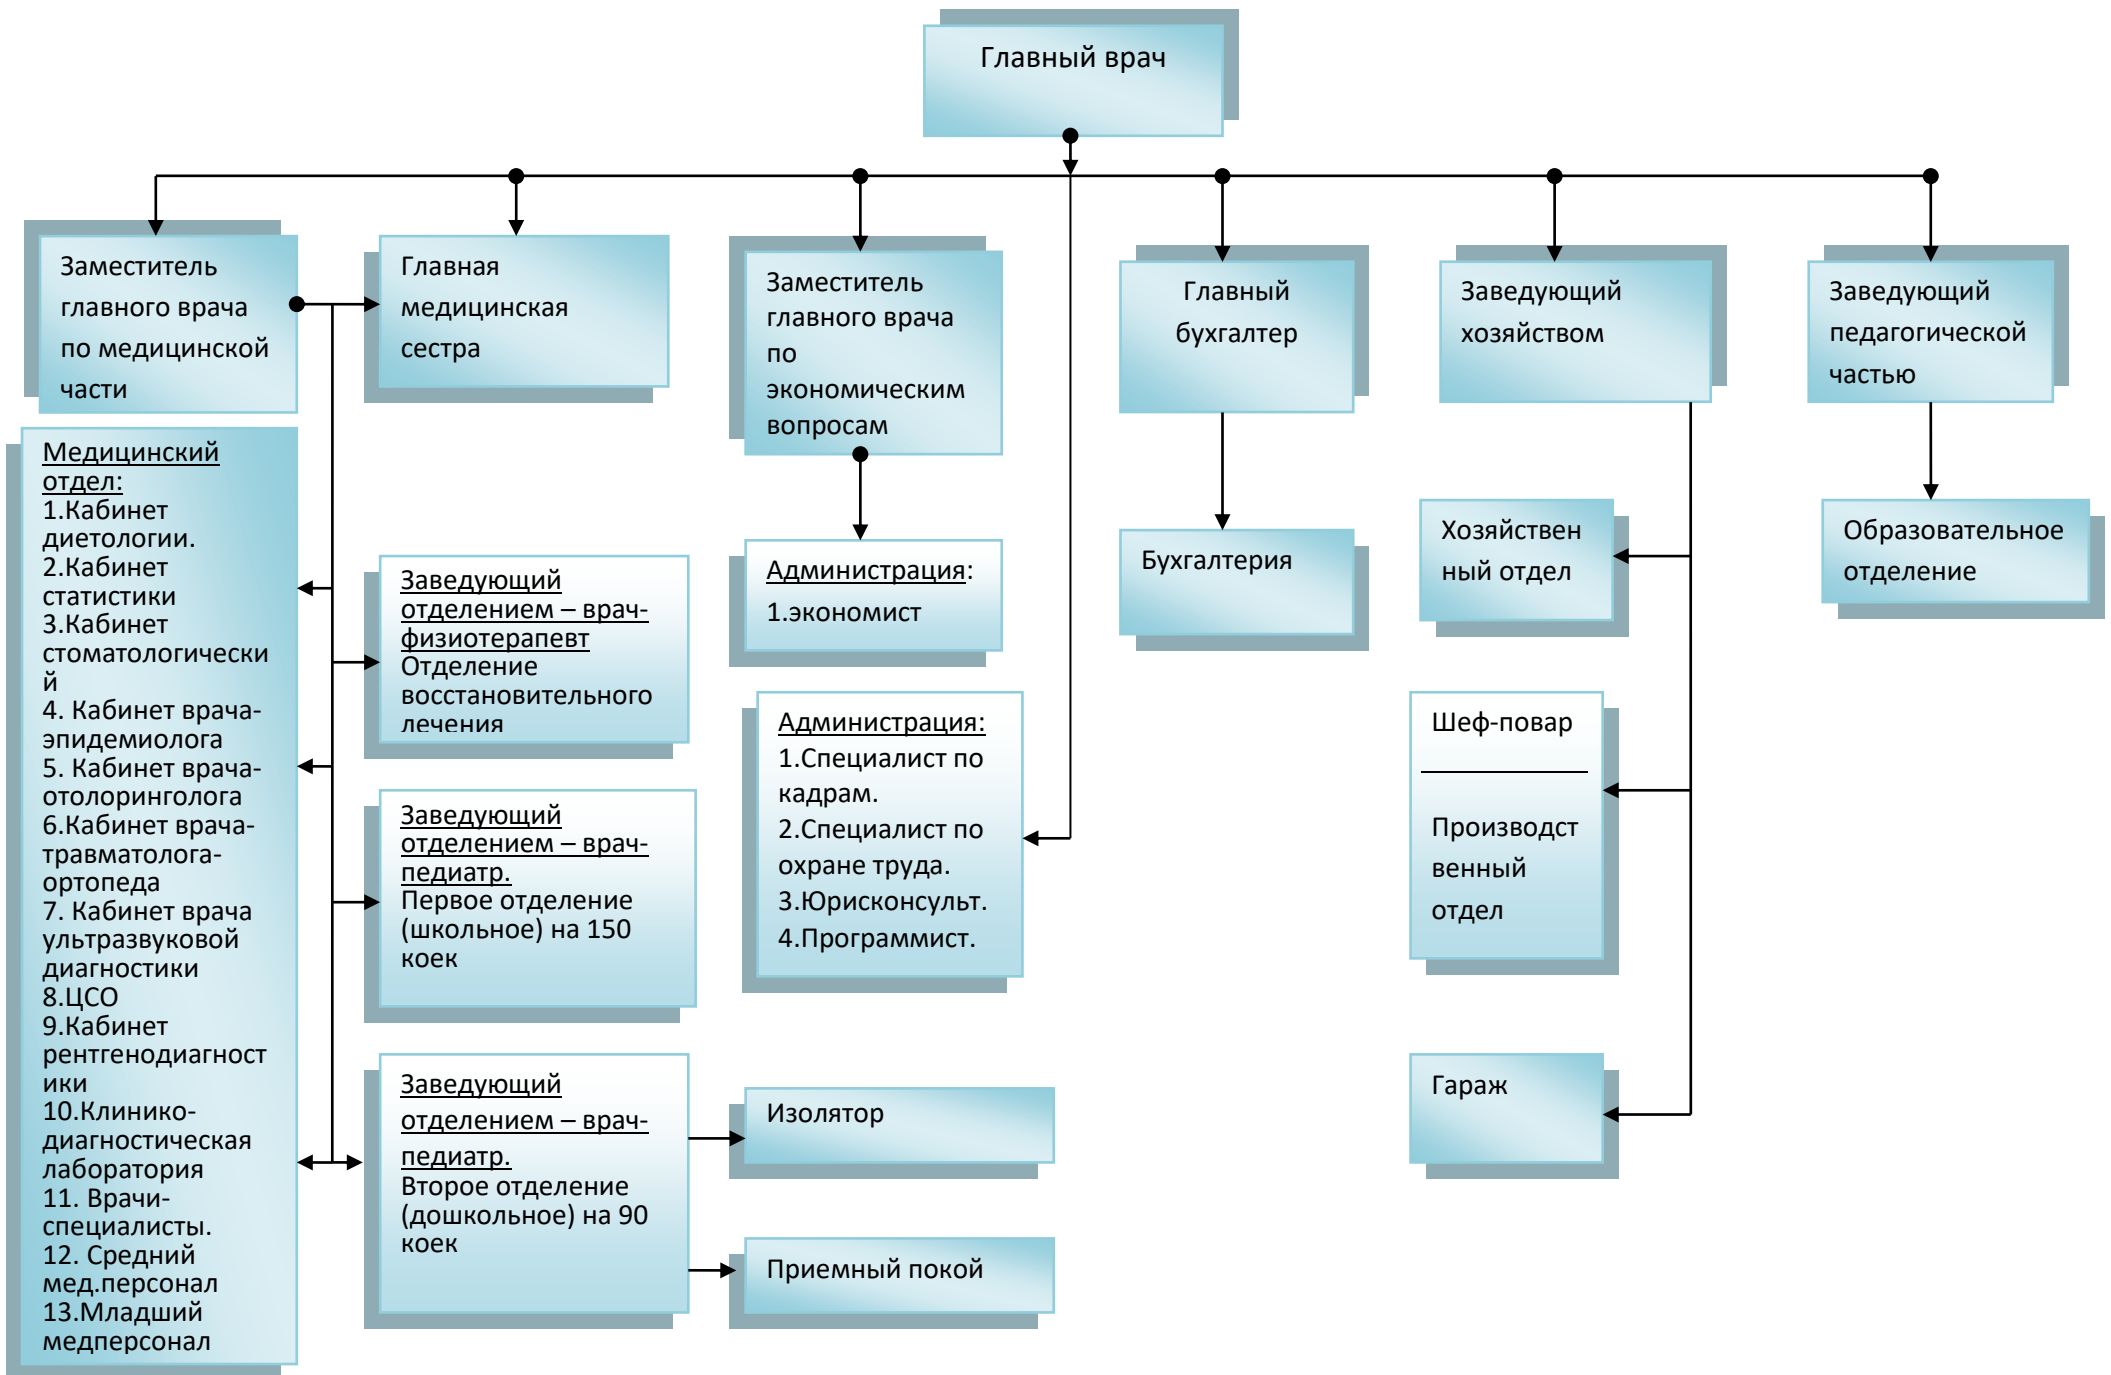 Главный врач
Заместитель
главного врача
по медицинской
части
Главная
медицинская
сестра
Заместитель
главного врача
по
экономическим
вопросам
Главный
бухгалтер
Заведующий
хозяйством
Заведующий
педагогической
частью
Медицинский
отдел:
1.Кабинет
диетологии.
2.Кабинет
статистики
3.Кабинет
стоматологически
й
4. Кабинет врача-
эпидемиолога
5. Кабинет врача-
отолоринголога
6.Кабинет врача-
травматолога-
ортопеда
7. Кабинет врача
ультразвуковой
диагностики
8.ЦСО
9.Кабинет
рентгенодиагност
ики
10.Клинико-
диагностическая
лаборатория
11. Врачи-
специалисты.
12. Средний
мед.персонал
13.Младший
медперсонал
Заведующий
отделением – врач-
физиотерапевт
Отделение
восстановительного
лечения
Заведующий
отделением – врач-
педиатр.
Первое отделение
(школьное) на 150
коек
Заведующий
отделением – врач-
педиатр.
Второе отделение
(дошкольное) на 90
коек
Администрация:
1.экономист
Администрация:
1.Специалист по
кадрам.
2.Специалист по
охране труда.
3.Юрисконсульт.
4.Программист.
Изолятор
Приемный покой
Бухгалтерия
Хозяйствен
ный отдел
Шеф-повар
Производст
венный
отдел
Гараж
Образовательное
отделение